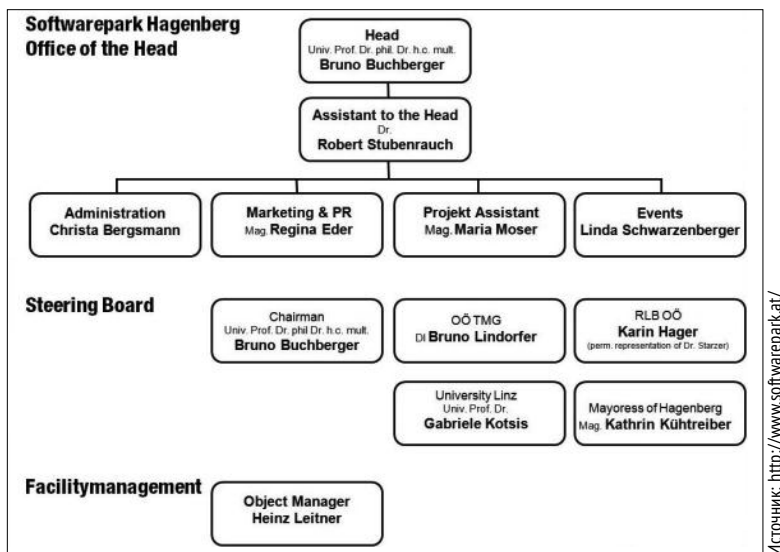 Softwarepark Hagenberg
Office of the Head
Head
Univ. Prof. Dr. phil. Dr. h.c. mult.
Bruno Buchberger
Assistant to the Head
Dr.
Robert Stubenrauch
Administration
Christa Bergsmann
Marketing & PR
Mag. Regina Eder
Projekt Assistant
Mag. Maria Moser
Events
Linda Schwarzenberger
Steering Board
Chairman
Univ. Prof. Dr. phil Dr. h.c. mult.
Bruno Buchberger
OÖ TMG
DI Bruno Lindorfer
RLB OÖ
Karin Hager
(perm. representation of Dr. Starzer)
University Linz
Univ. Prof. Dr.
Gabriele Kotsis
Mayoress of Hagenberg
Mag. Kathrin Kühtreiber
Facilitymanagement
Object Manager
Heinz Leitner
Источник: http://www.softwarepark.at/